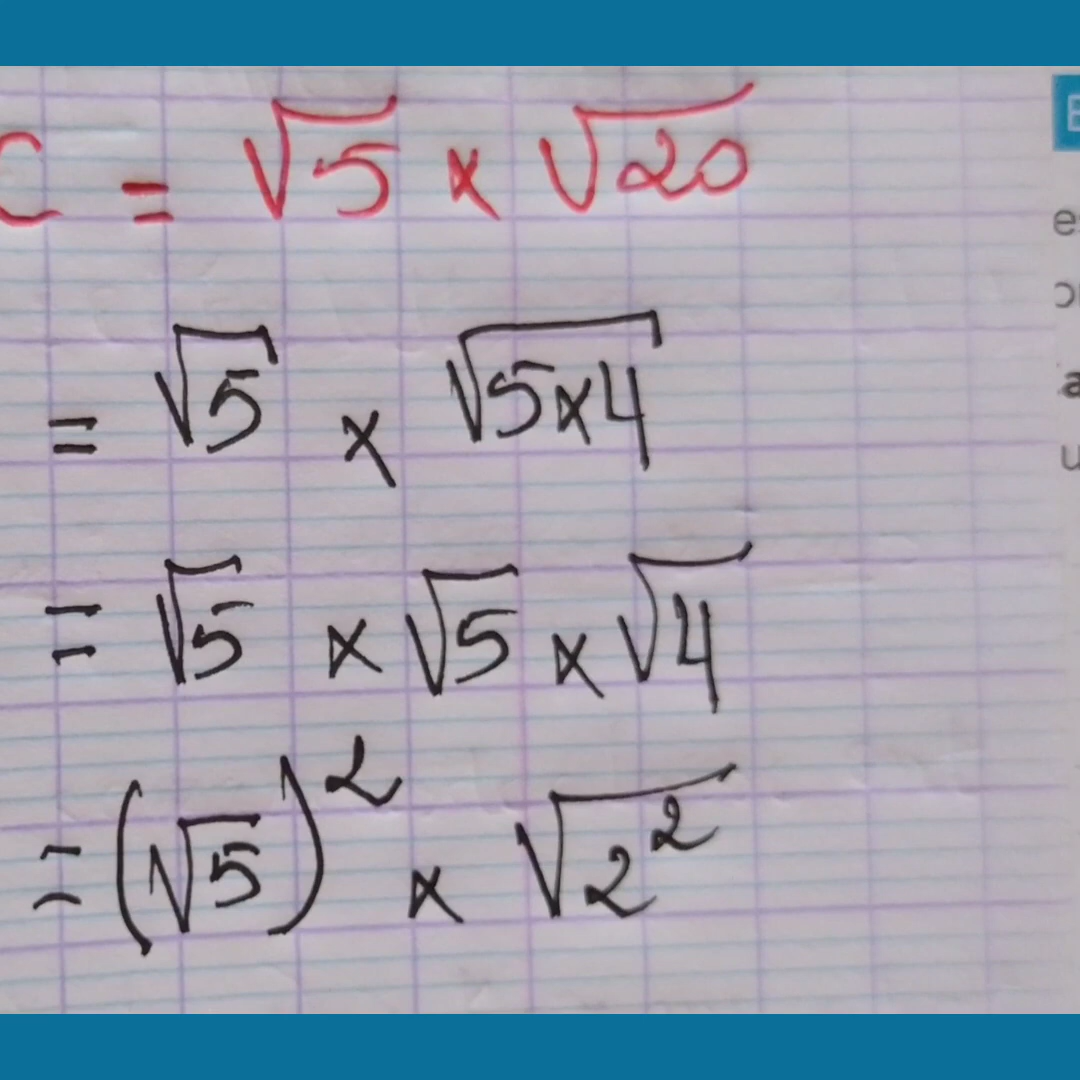 C = √5 × √20
= √5 × √5×4
= √5 × √5 × √4
= (√5)² × √2²